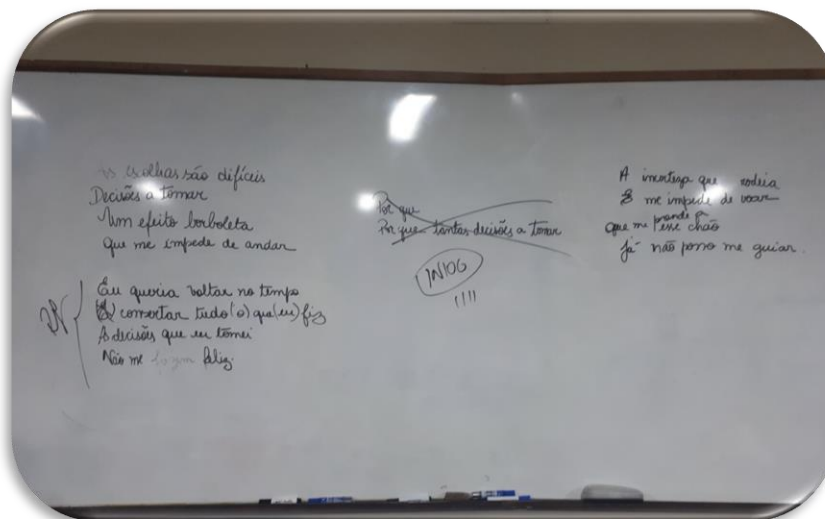 As escolhas são difíceis
Decisões a tomar
Um efeito borboleta
que me impede de andar
2X
Eu queria voltar no tempo
E consertar tudo (o) que (eu) fiz
As decisões que eu tomei
Não me fazem feliz.
Por que
Por que tantas decisões a tomar
A incerteza que rodeia
E me impede de voar
que me prende a esse chão
já não posso me guiar.